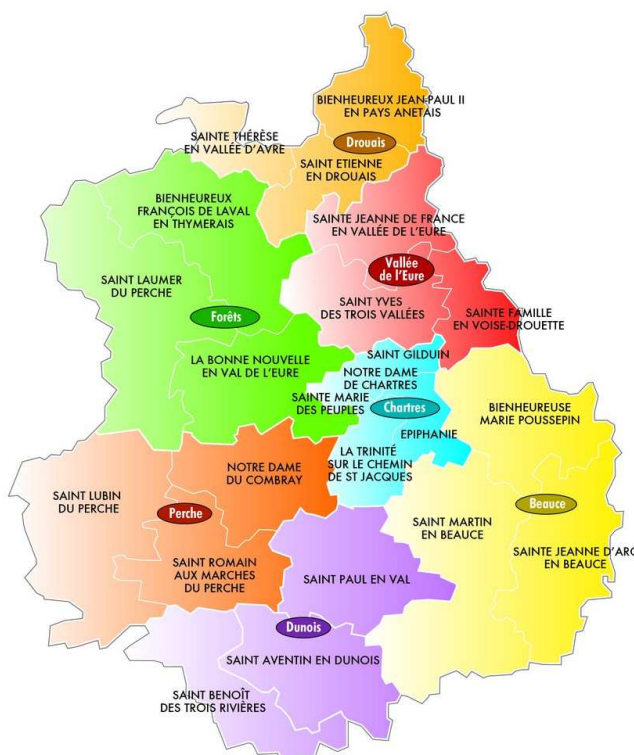 BIENHEUREUX JEAN-PAUL II
EN PAYS ANETAIS
Drouais
SAINTE THÉRÈSE
EN VALLÉE D'AVRE
SAINT ETIENNE
EN DROUAIS
BIENHEUREUX
FRANÇOIS DE LAVAL
EN THYMERAIS
SAINTE JEANNE DE FRANCE
EN VALLÉE DE L'EURE
Vallée
de l'Eure
SAINT LAUMER
DU PERCHE
Forêts
SAINT YVES
DES TROIS VALLÉES
SAINTE FAMILLE
EN VOISE-DROUETTE
LA BONNE NOUVELLE
EN VAL DE L'EURE
SAINT GILDUIN
NOTRE DAME
DE CHARTRES
SAINTE MARIE
DES PEUPLES
Chartres
EPIPHANIE
LA TRINITÉ
SUR LE CHEMIN
DE ST JACQUES
BIENHEUREUSE
MARIE POUSSEPIN
NOTRE DAME
DU COMBRAY
SAINT LUBIN
DU PERCHE
Perche
Beauce
SAINT MARTIN
EN BEAUCE
SAINTE JEANNE D'ARC
EN BEAUCE
SAINT ROMAIN
AUX MARCHES
DU PERCHE
SAINT PAUL EN VAL
Dunois
SAINT AVENTIN EN DUNOIS
SAINT BENOÎT
DES TROIS RIVIÈRES